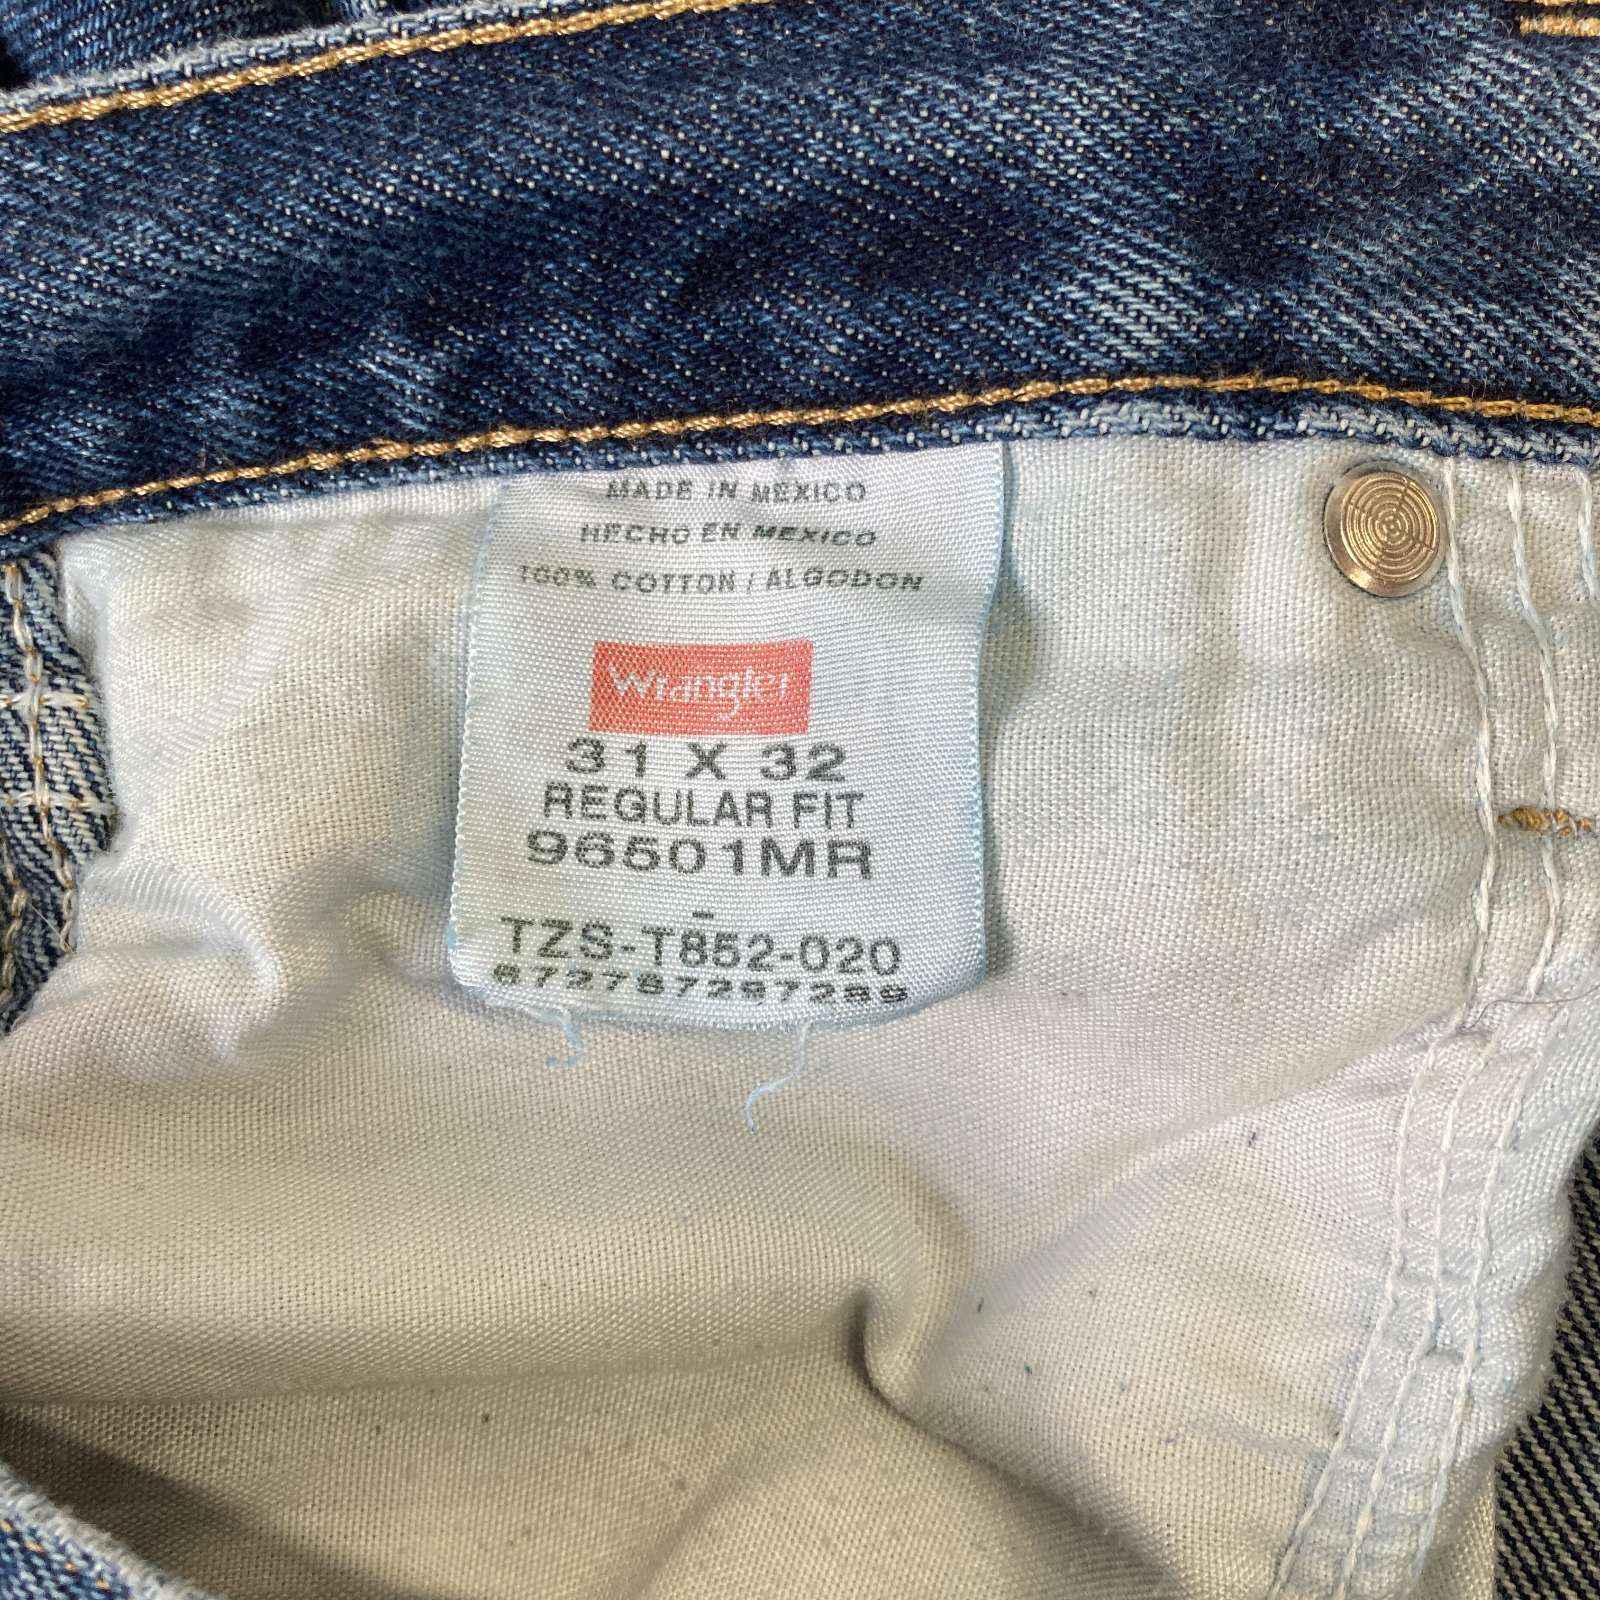 MADE IN MEXICO
HECHO EN MEXICO
100% COTTON / ALGODON
Wrangler
31 X 32
REGULAR FIT
96501MR
-
TZS-T852-020